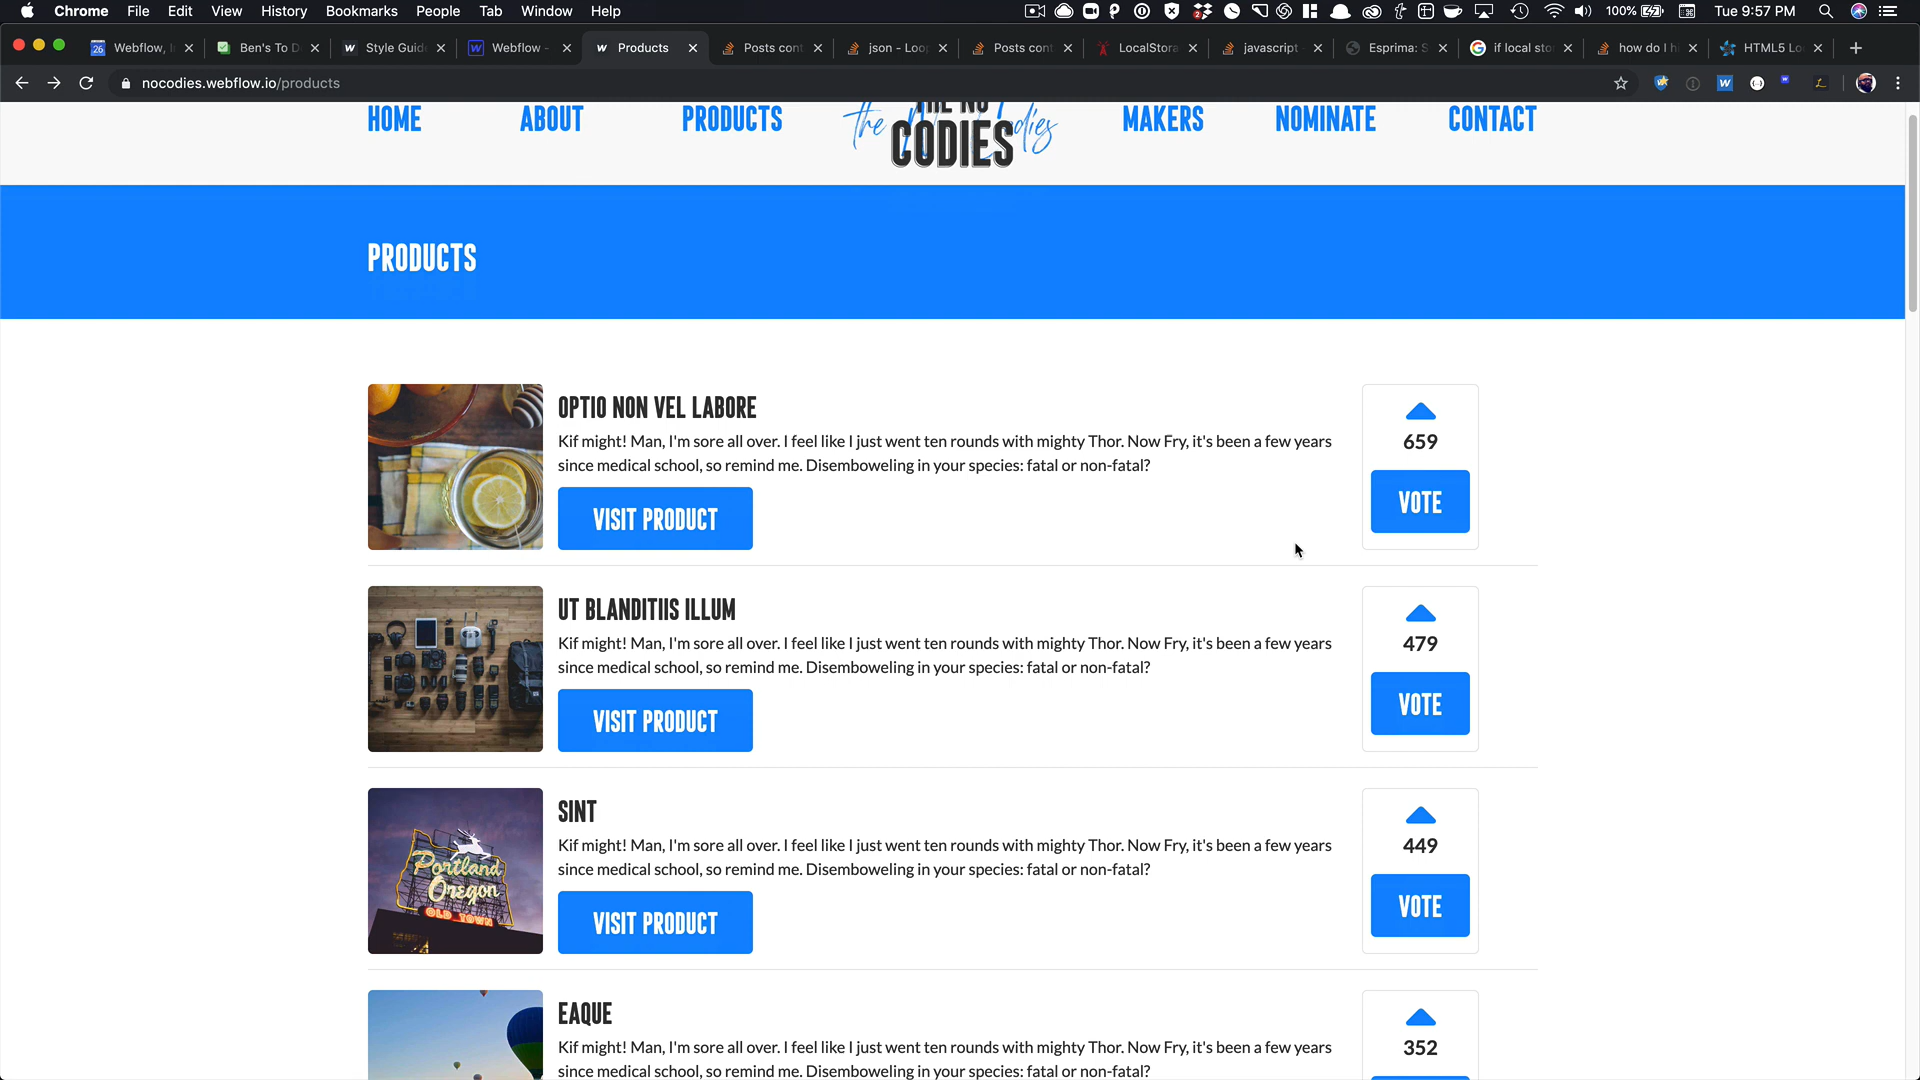 Chrome File Edit View History Bookmarks People Tab Window Help 2 100% Tue 9:57 PM
26 Webflow, Ben's To D Style Guid Webflow - Products Posts cont json - Loo Posts cont LocalStora javascript Esprima: S if local sto how do I h HTML5 Lo
nocodies.webflow.io/products
HOME ABOUT PRODUCTS the No Codies THE NO CODIES MAKERS NOMINATE CONTACT
PRODUCTS
OPTIO NON VEL LABORE
Kif might! Man, I'm sore all over. I feel like I just went ten rounds with mighty Thor. Now Fry, it's been a few years
since medical school, so remind me. Disemboweling in your species: fatal or non-fatal?
VISIT PRODUCT
659
VOTE
UT BLANDITIIS ILLUM
Kif might! Man, I'm sore all over. I feel like I just went ten rounds with mighty Thor. Now Fry, it's been a few years
since medical school, so remind me. Disemboweling in your species: fatal or non-fatal?
VISIT PRODUCT
479
VOTE
SINT
Kif might! Man, I'm sore all over. I feel like I just went ten rounds with mighty Thor. Now Fry, it's been a few years
since medical school, so remind me. Disemboweling in your species: fatal or non-fatal?
VISIT PRODUCT
449
VOTE
Portland
Oregon
OLD TOWN
EAQUE
Kif might! Man, I'm sore all over. I feel like I just went ten rounds with mighty Thor. Now Fry, it's been a few years
since medical school, so remind me. Disemboweling in your species: fatal or non-fatal?
352